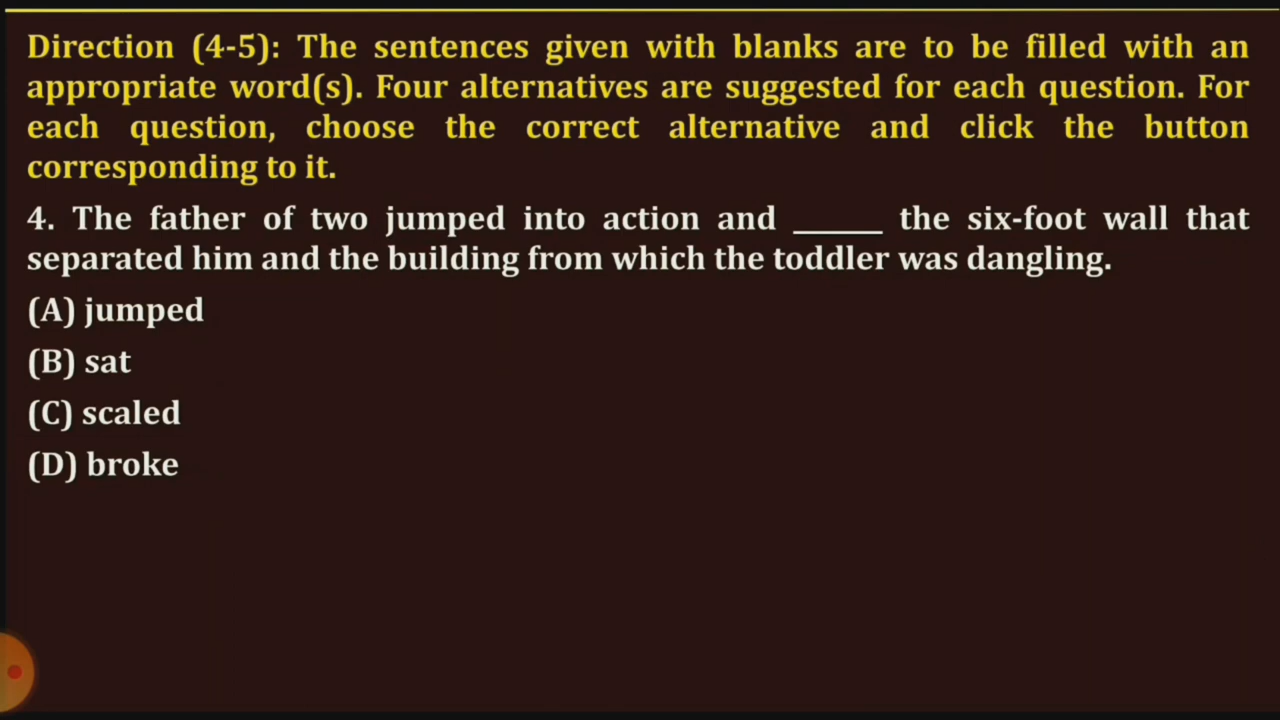 Direction (4-5): The sentences given with blanks are to be filled with an
appropriate word(s). Four alternatives are suggested for each question. For
each question, choose the correct alternative and click the button
corresponding to it.
4. The father of two jumped into action and _____ the six-foot wall that
separated him and the building from which the toddler was dangling.
(A) jumped
(B) sat
(C) scaled
(D) broke